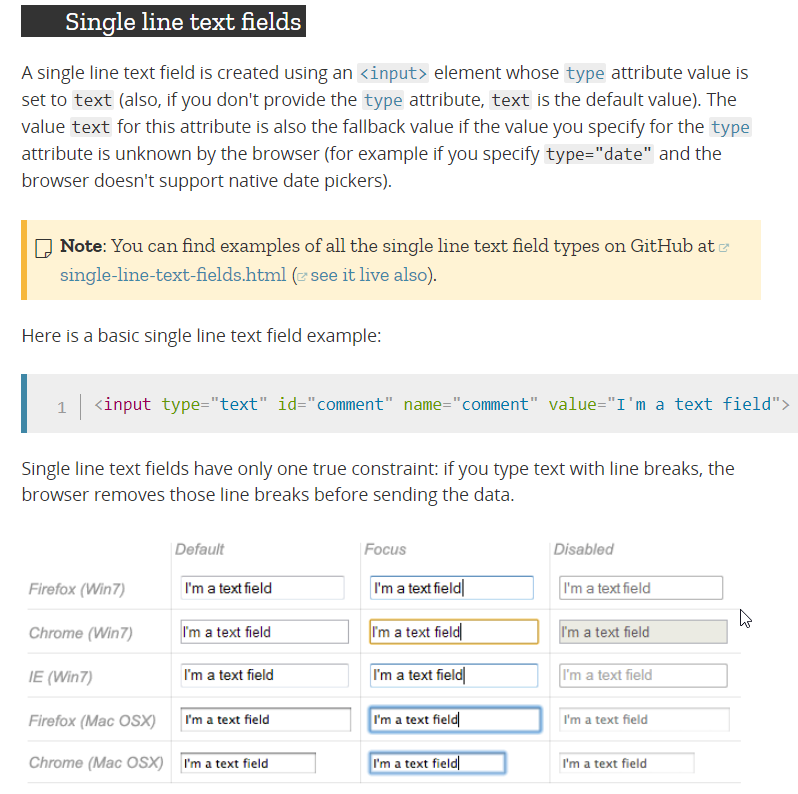 Single line text fields
A single line text field is created using an <input> element whose type attribute value is
set to text (also, if you don't provide the type attribute, text is the default value). The
value text for this attribute is also the fallback value if the value you specify for the type
attribute is unknown by the browser (for example if you specify type="date" and the
browser doesn't support native date pickers).
Note: You can find examples of all the single line text field types on GitHub at
single-line-text-fields.html (see it live also).
Here is a basic single line text field example:
1 <input type="text" id="comment" name="comment" value="I'm a text field">
Single line text fields have only one true constraint: if you type text with line breaks, the
browser removes those line breaks before sending the data.
Default Focus Disabled
Firefox (Win7) I'm a text field I'm a text field I'm a text field
Chrome (Win7) I'm a text field I'm a text field I'm a text field
IE (Win7) I'm a text field I'm a text field I'm a text field
Firefox (Mac OSX) I'm a text field I'm a text field I'm a text field
Chrome (Mac OSX) I'm a text field I'm a text field I'm a text field